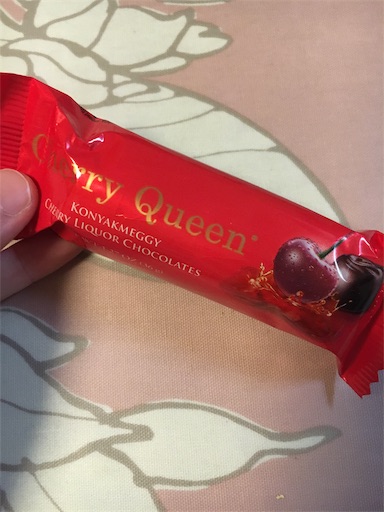 Cherry Queen®
KONYAKMEGGY
CHERRY LIQUOR CHOCOLATES